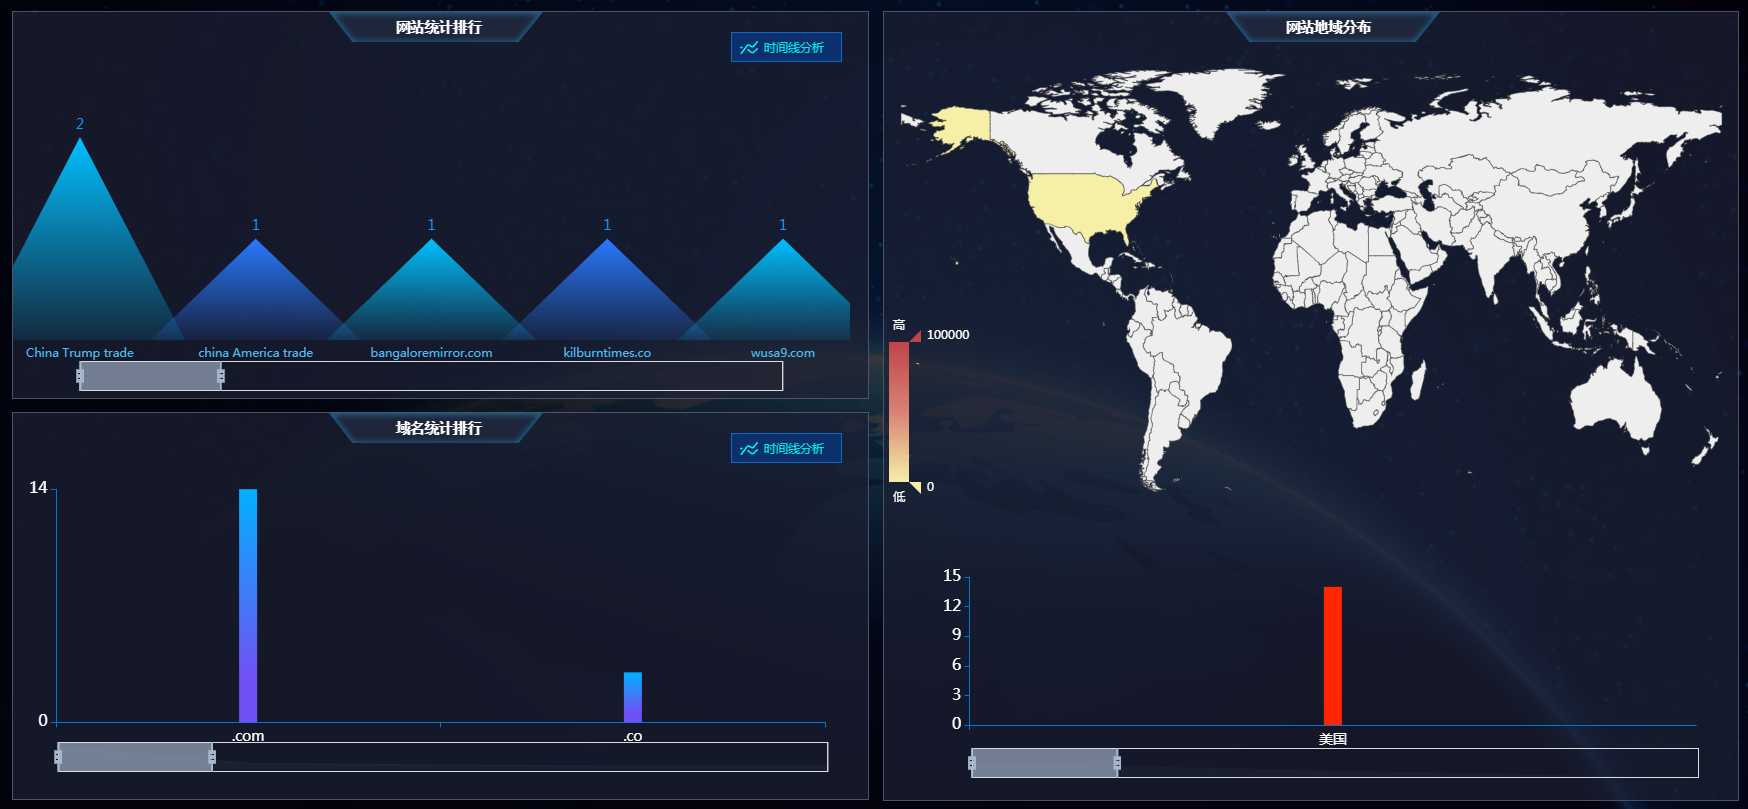 网站统计排行
时间线分析
2
1
1
1
1
China Trump trade
china America trade
bangaloremirror.com
kilburntimes.co
wusa9.com
域名统计排行
时间线分析
14
0
.com
.co
网站地域分布
高
100000
0
低
15
12
9
6
3
0
美国